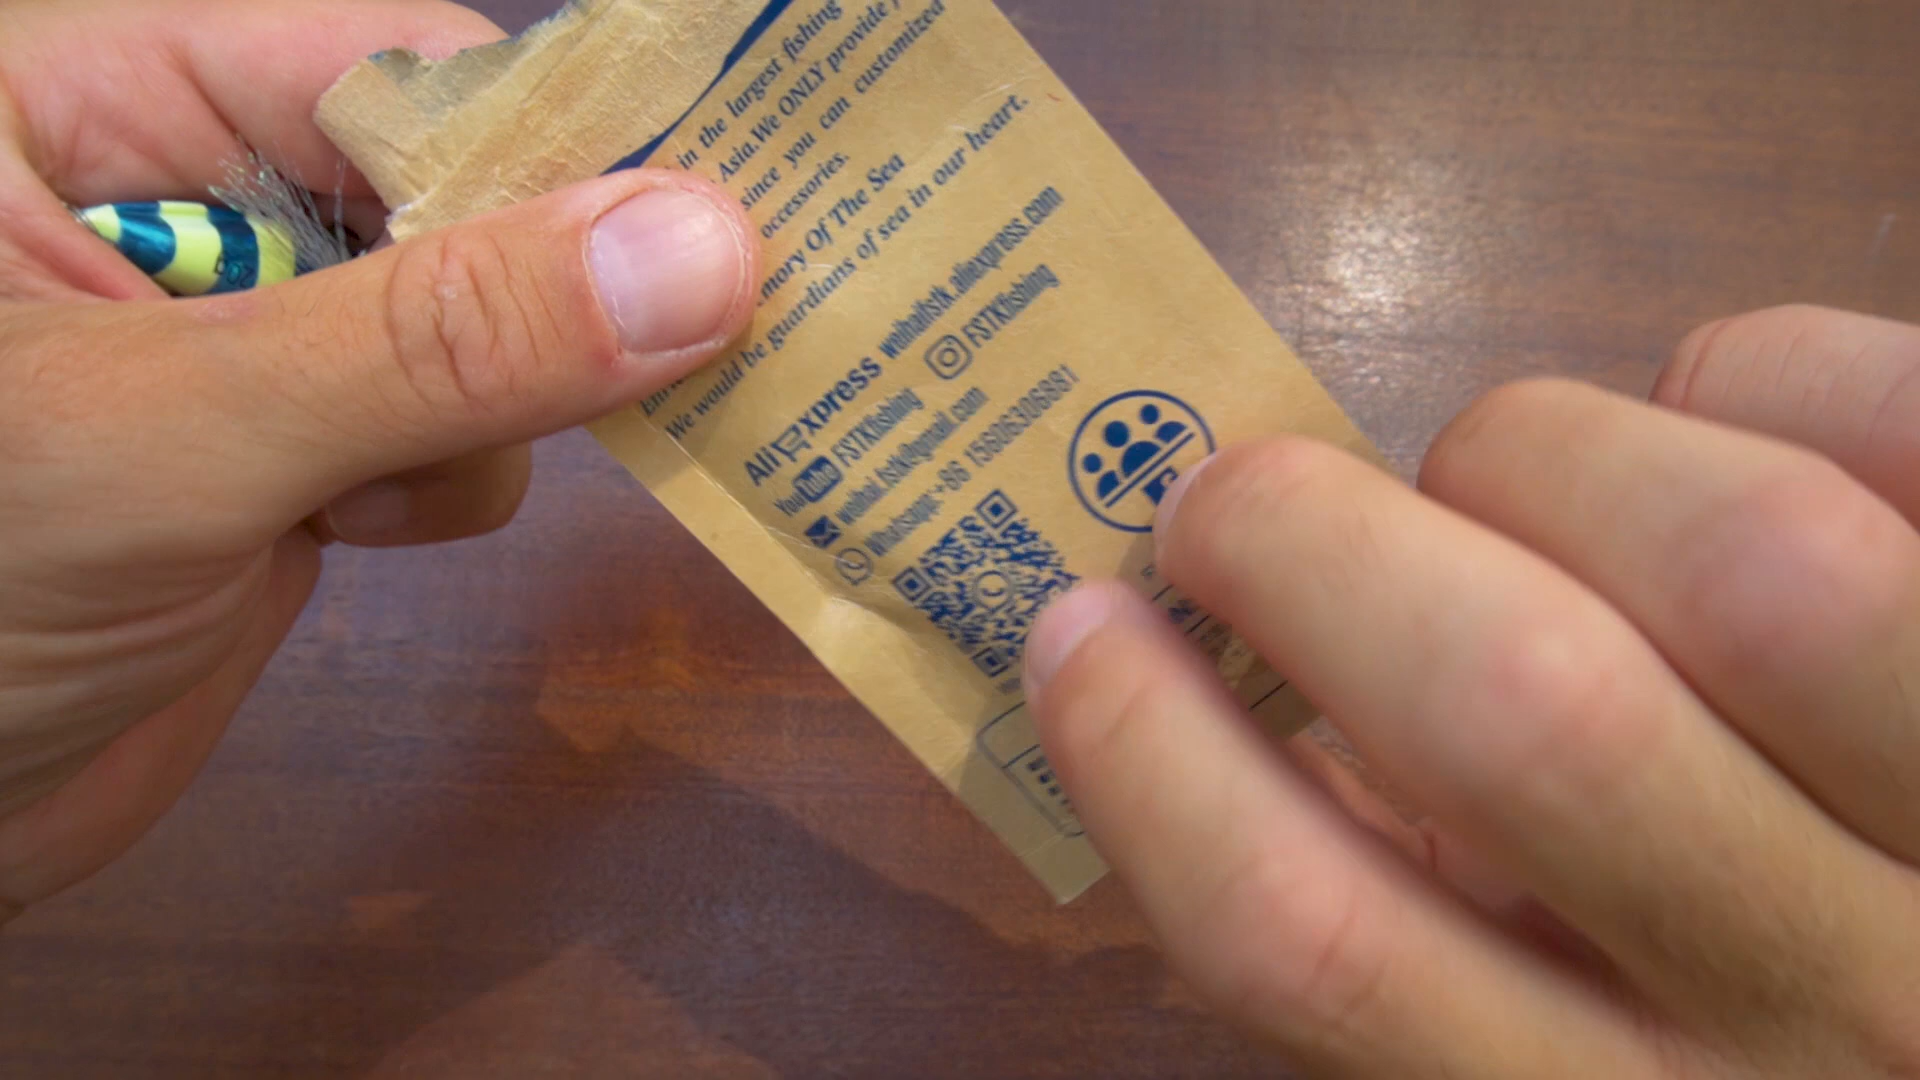 in the largest fishing
Asia.We ONLY provide
since you can customized
occessories.
mory Of The Sea
We would be guardians of sea in our heart.
AliExpress weihaifstk.aliexpress.com
YouTube FSTKfishing FSTKfishing
weihai.fstk@gmail.com
Whatsapp:+86 15606306881